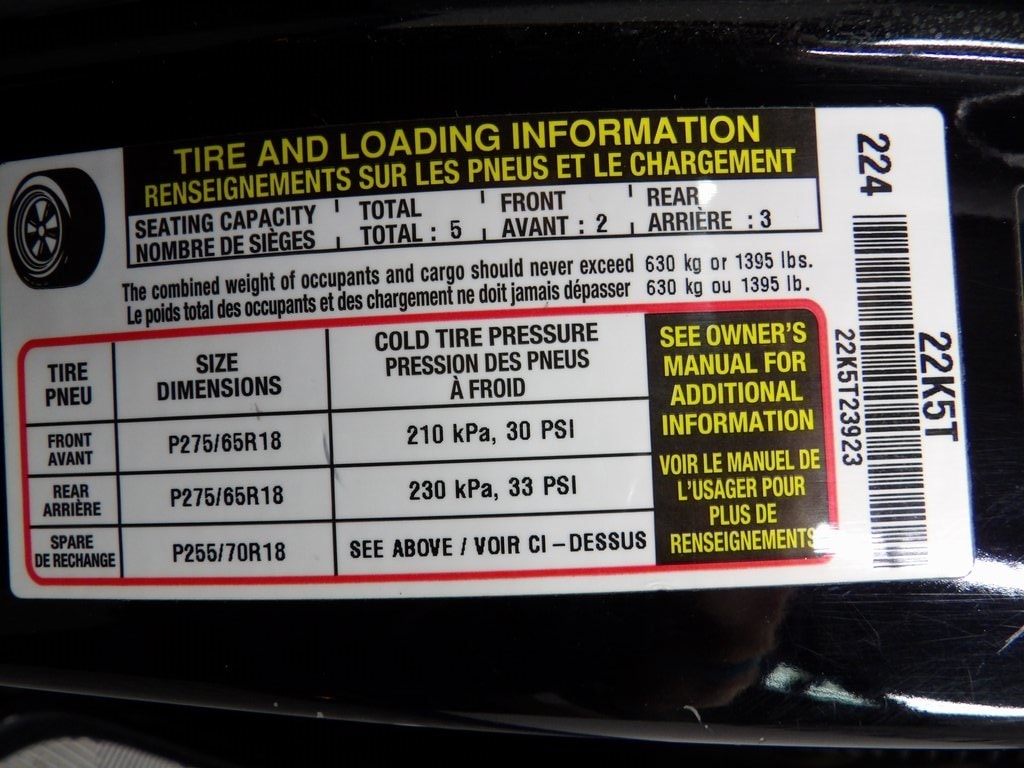 TIRE AND LOADING INFORMATION
RENSEIGNEMENTS SUR LES PNEUS ET LE CHARGEMENT
SEATING CAPACITY
NOMBRE DE SIÈGES
TOTAL
TOTAL : 5
FRONT
AVANT : 2
REAR
ARRIÈRE : 3
The combined weight of occupants and cargo should never exceed 630 kg or 1395 lbs.
Le poids total des occupants et des chargement ne doit jamais dépasser 630 kg ou 1395 lb.
TIRE
PNEU
SIZE
DIMENSIONS
COLD TIRE PRESSURE
PRESSION DES PNEUS
À FROID
FRONT
AVANT
P275/65R18
210 kPa, 30 PSI
REAR
ARRIÈRE
P275/65R18
230 kPa, 33 PSI
SPARE
DE RECHANGE
P255/70R18
SEE ABOVE / VOIR CI-DESSUS
SEE OWNER'S
MANUAL FOR
ADDITIONAL
INFORMATION
VOIR LE MANUEL DE
L'USAGER POUR
PLUS DE
RENSEIGNEMENTS
224
22K5T23923
22K5T